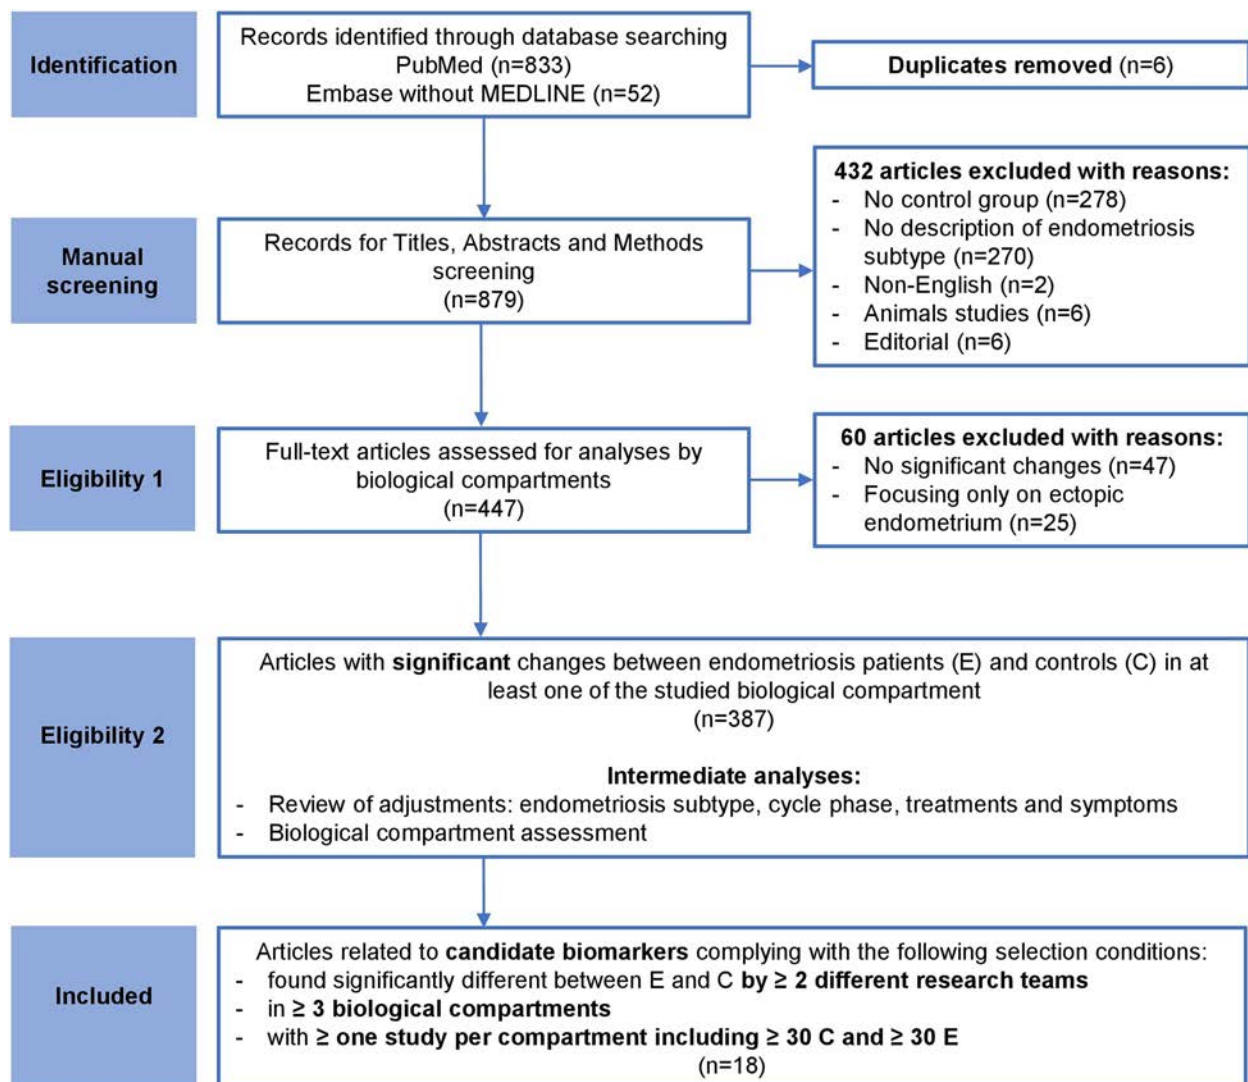 Identification
Records identified through database searching
PubMed (n=833)
Embase without MEDLINE (n=52)
Duplicates removed (n=6)
Manual
screening
Records for Titles, Abstracts and Methods
screening
(n=879)
432 articles excluded with reasons:
- No control group (n=278)
- No description of endometriosis
subtype (n=270)
- Non-English (n=2)
- Animals studies (n=6)
- Editorial (n=6)
Eligibility 1
Full-text articles assessed for analyses by
biological compartments
(n=447)
60 articles excluded with reasons:
- No significant changes (n=47)
- Focusing only on ectopic
endometrium (n=25)
Eligibility 2
Articles with significant changes between endometriosis patients (E) and controls (C) in at
least one of the studied biological compartment
(n=387)
Intermediate analyses:
- Review of adjustments: endometriosis subtype, cycle phase, treatments and symptoms
- Biological compartment assessment
Included
Articles related to candidate biomarkers complying with the following selection conditions:
- found significantly different between E and C by ≥ 2 different research teams
- in ≥ 3 biological compartments
- with ≥ one study per compartment including ≥ 30 C and ≥ 30 E
(n=18)